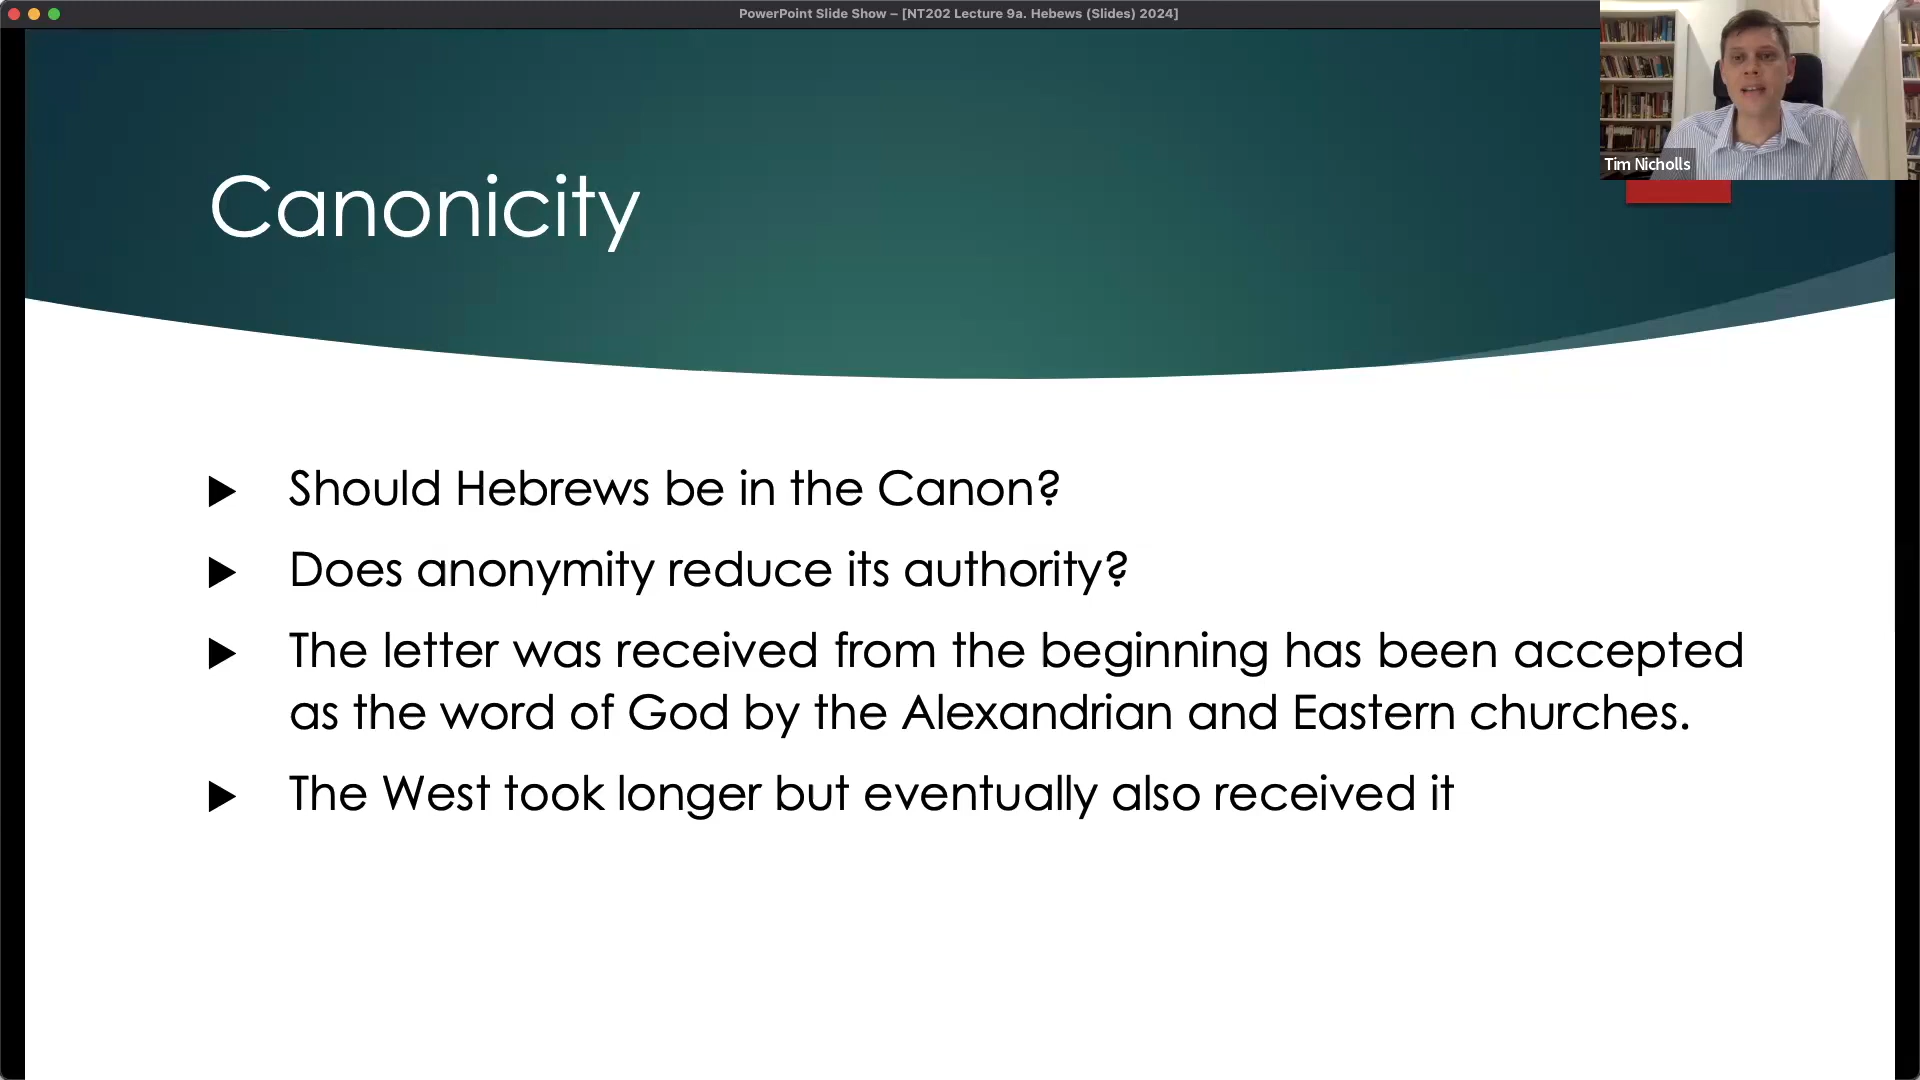 PowerPoint Slide Show – [NT202 Lecture 9a. Hebews (Slides) 2024]
Tim Nicholls
Canonicity
Should Hebrews be in the Canon?
Does anonymity reduce its authority?
The letter was received from the beginning has been accepted
as the word of God by the Alexandrian and Eastern churches.
The West took longer but eventually also received it